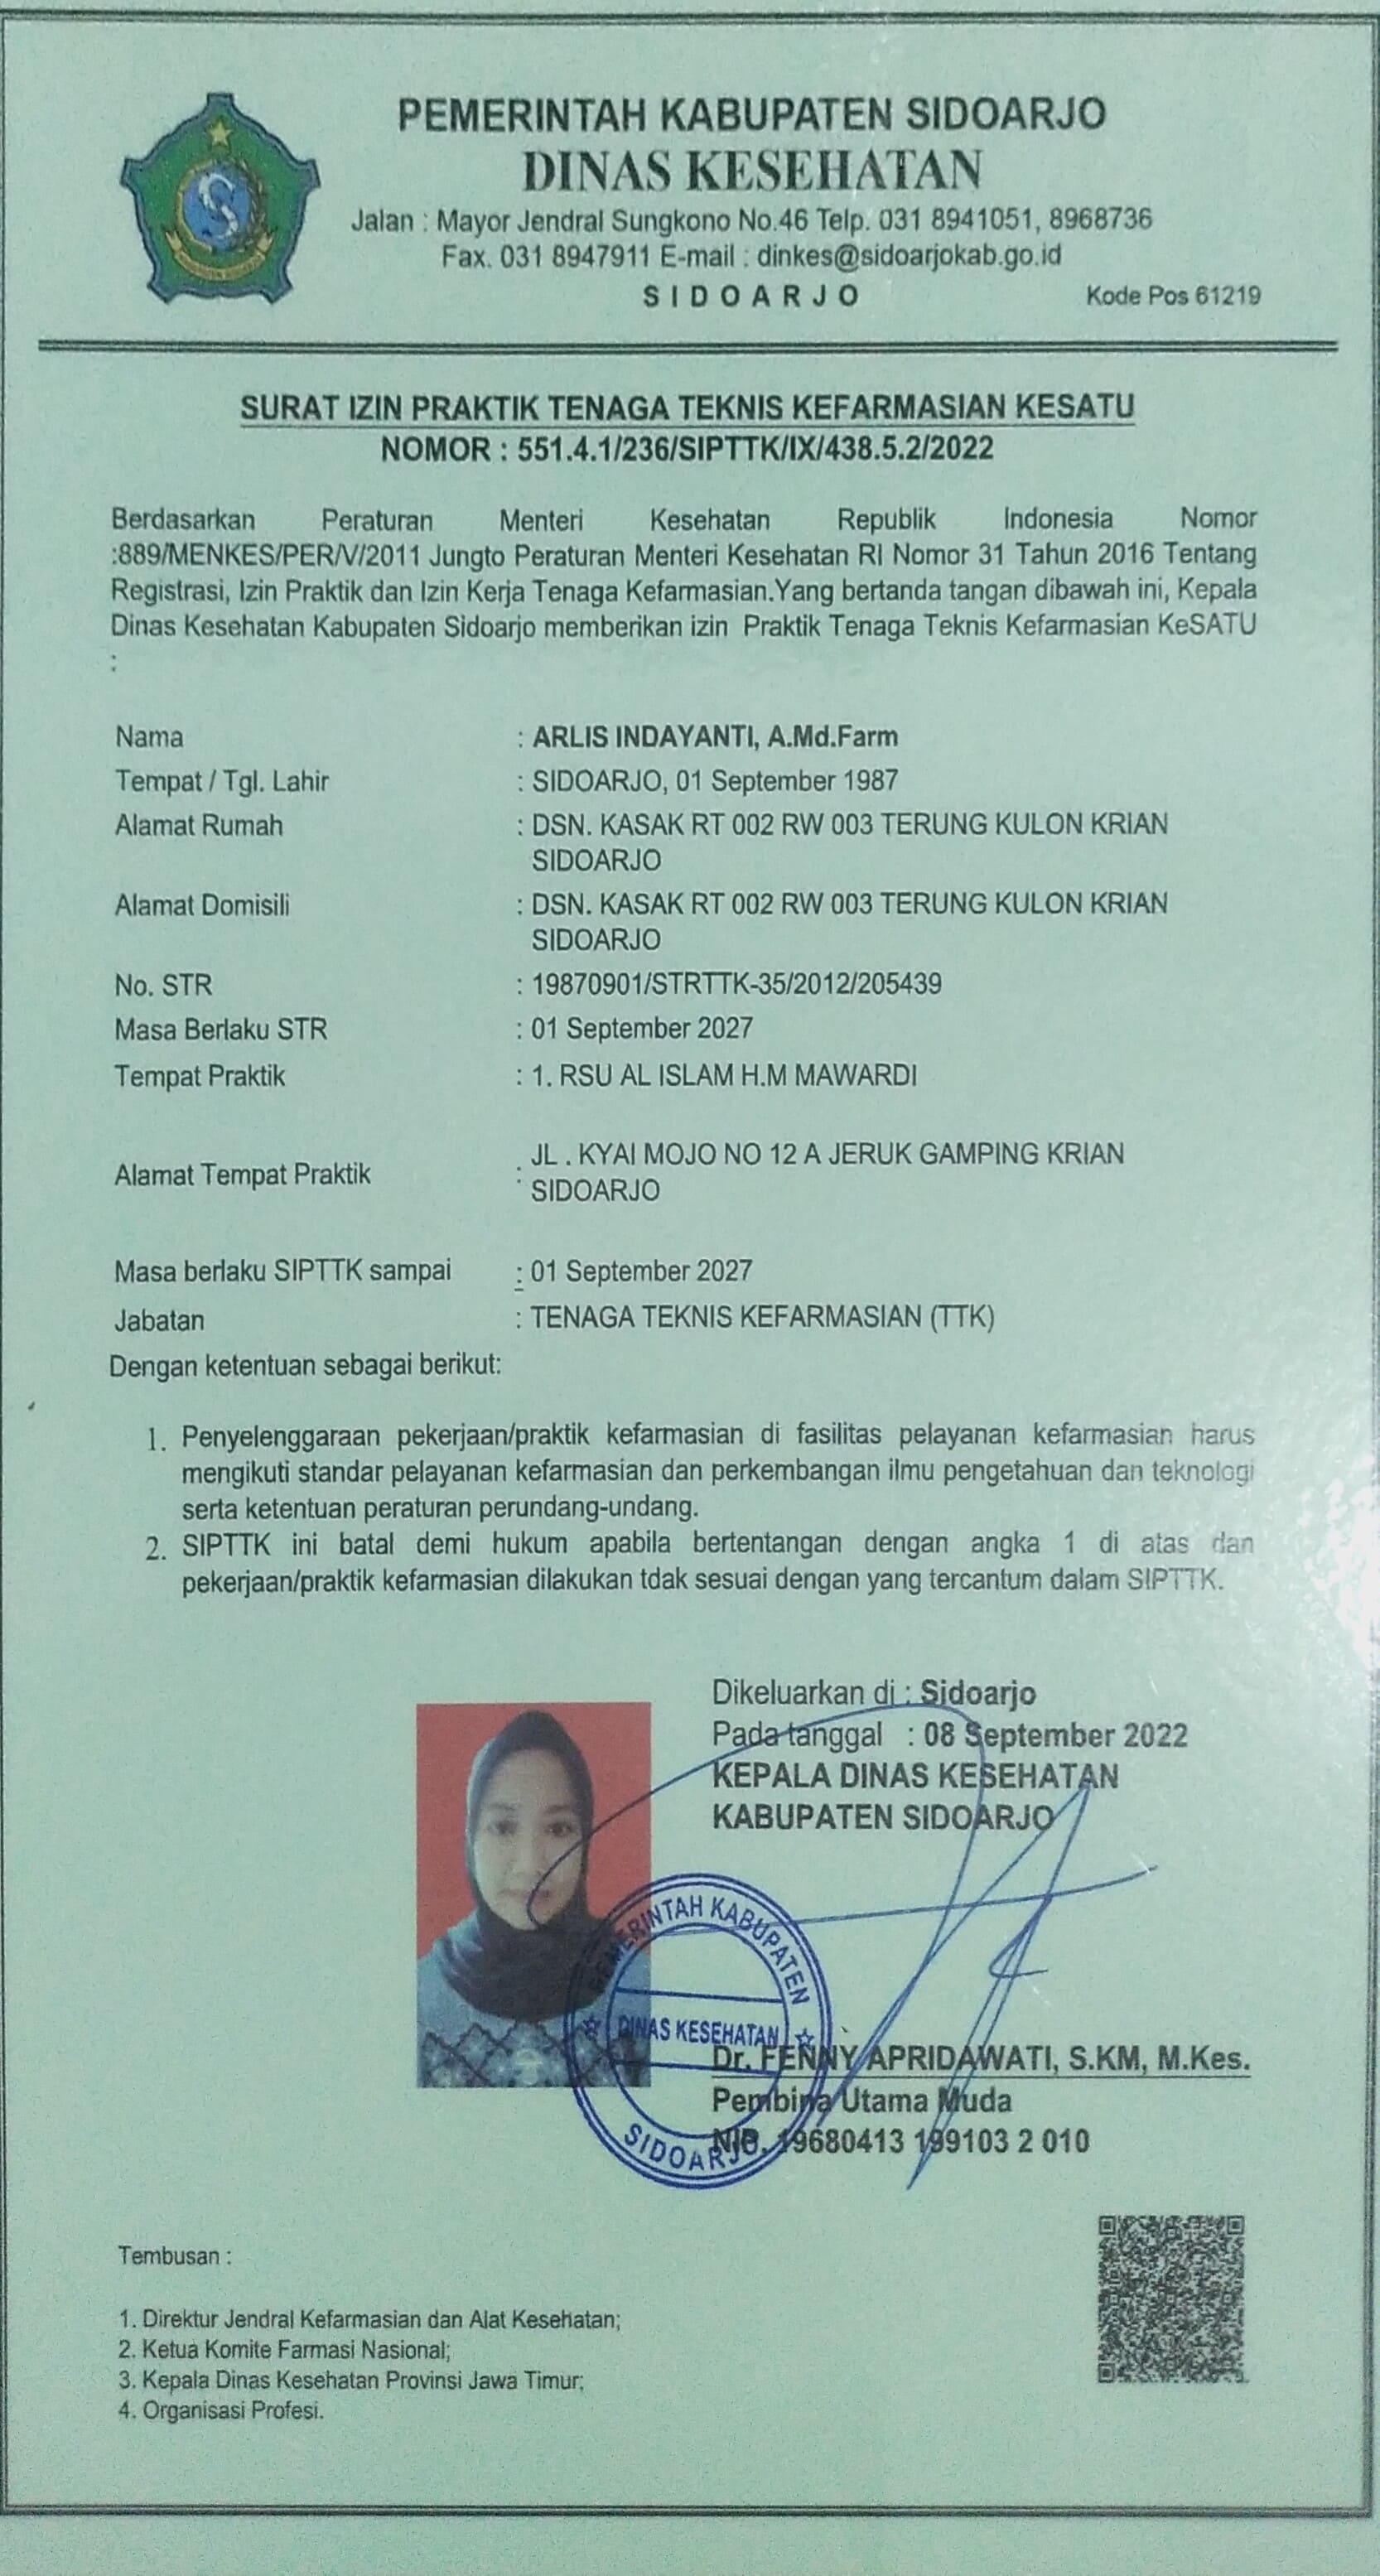 PEMERINTAH KABUPATEN SIDOARJO
DINAS KESEHATAN
Jalan : Mayor Jendral Sungkono No.46 Telp. 031 8941051, 8968736
Fax. 031 8947911 E-mail : dinkes@sidoarjokab.go.id
SIDOARJO Kode Pos 61219
SURAT IZIN PRAKTIK TENAGA TEKNIS KEFARMASIAN KESATU
NOMOR : 551.4.1/236/SIPTTK/IX/438.5.2/2022
Berdasarkan Peraturan Menteri Kesehatan Republik Indonesia Nomor
:889/MENKES/PER/V/2011 Jungto Peraturan Menteri Kesehatan RI Nomor 31 Tahun 2016 Tentang
Registrasi, Izin Praktik dan Izin Kerja Tenaga Kefarmasian.Yang bertanda tangan dibawah ini, Kepala
Dinas Kesehatan Kabupaten Sidoarjo memberikan izin Praktik Tenaga Teknis Kefarmasian KeSATU
:
Nama : ARLIS INDAYANTI, A.Md.Farm
Tempat / Tgl. Lahir : SIDOARJO, 01 September 1987
Alamat Rumah : DSN. KASAK RT 002 RW 003 TERUNG KULON KRIAN
SIDOARJO
Alamat Domisili : DSN. KASAK RT 002 RW 003 TERUNG KULON KRIAN
SIDOARJO
No. STR : 19870901/STRTTK-35/2012/205439
Masa Berlaku STR : 01 September 2027
Tempat Praktik : 1. RSU AL ISLAM H.M MAWARDI
Alamat Tempat Praktik : JL . KYAI MOJO NO 12 A JERUK GAMPING KRIAN
SIDOARJO
Masa berlaku SIPTTK sampai : 01 September 2027
Jabatan : TENAGA TEKNIS KEFARMASIAN (TTK)
Dengan ketentuan sebagai berikut:
1. Penyelenggaraan pekerjaan/praktik kefarmasian di fasilitas pelayanan kefarmasian harus
mengikuti standar pelayanan kefarmasian dan perkembangan ilmu pengetahuan dan teknologi
serta ketentuan peraturan perundang-undang.
2. SIPTTK ini batal demi hukum apabila bertentangan dengan angka 1 di atas dan
pekerjaan/praktik kefarmasian dilakukan tdak sesuai dengan yang tercantum dalam SIPTTK.
Dikeluarkan di : Sidoarjo
Pada tanggal : 08 September 2022
KEPALA DINAS KESEHATAN
KABUPATEN SIDOARJO
PEMERINTAH KABUPATEN
DINAS KESEHATAN
SIDOARJO
Dr. FENNY APRIDAWATI, S.KM, M.Kes.
Pembina Utama Muda
NIP. 19680413 199103 2 010
Tembusan :
1. Direktur Jendral Kefarmasian dan Alat Kesehatan;
2. Ketua Komite Farmasi Nasional;
3. Kepala Dinas Kesehatan Provinsi Jawa Timur;
4. Organisasi Profesi.